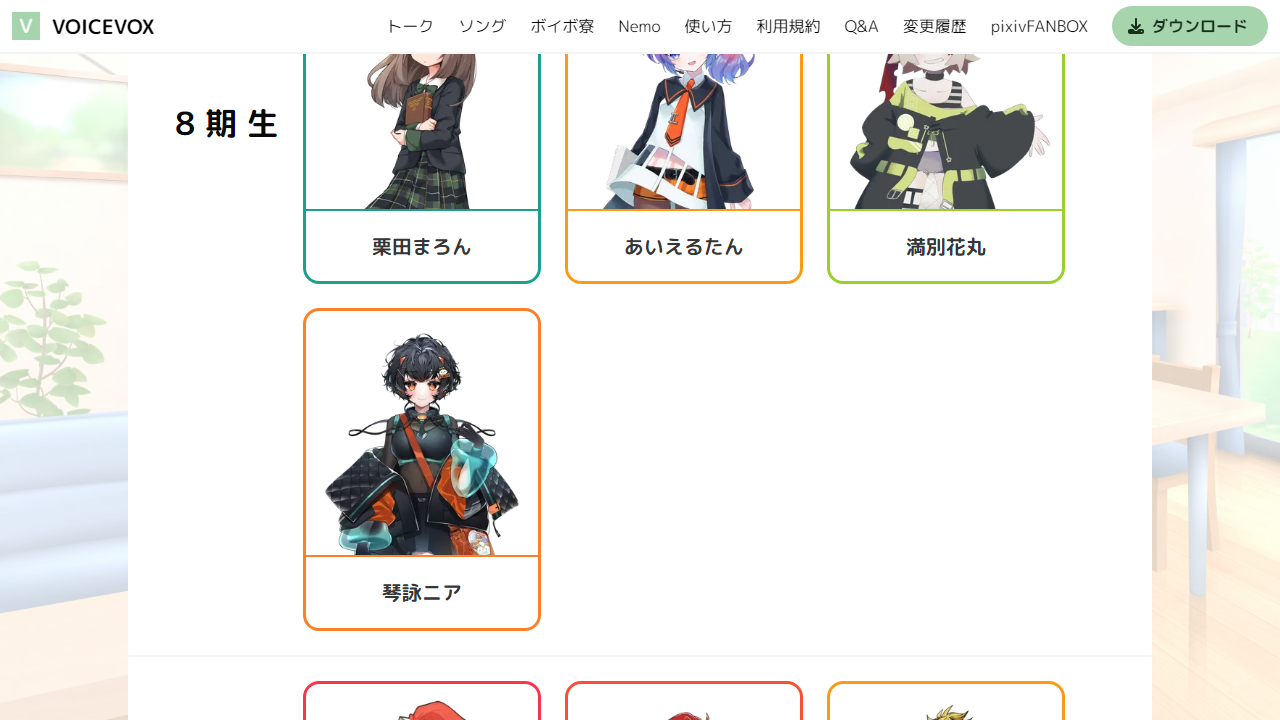 V VOICEVOX トーク ソング ボイボ寮 Nemo 使い方 利用規約 Q&A 変更履歴 pixivFANBOX ダウンロード
8期生
栗田まろん あいえるたん 満別花丸
琴詠ニア